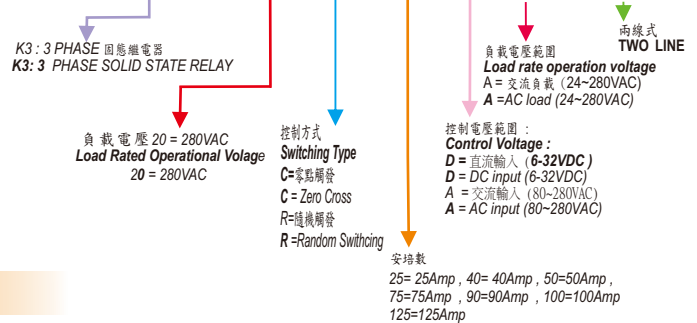 K3 : 3 PHASE 固態繼電器
K3: 3 PHASE SOLID STATE RELAY
負載電壓 20 = 280VAC
Load Rated Operational Volage
20 = 280VAC
控制方式
Switching Type
C=零點觸發
C = Zero Cross
R=隨機觸發
R =Random Swithcing
安培數
25= 25Amp , 40= 40Amp , 50=50Amp ,
75=75Amp , 90=90Amp , 100=100Amp
125=125Amp
控制電壓範圍 :
Control Voltage :
D = 直流輸入 (6-32VDC )
D = DC input (6-32VDC)
A = 交流輸入 (80~280VAC)
A = AC input (80~280VAC)
負載電壓範圍
Load rate operation voltage
A = 交流負載 (24~280VAC)
A =AC load (24~280VAC)
兩線式
TWO LINE